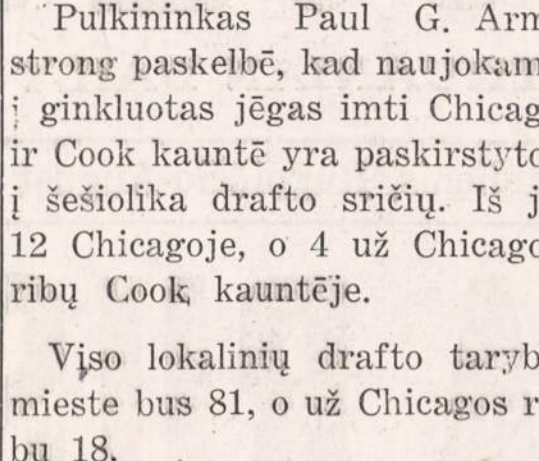 Pulkininkas Paul G. Arm
strong paskelbē, kad naujokam
į ginkluotas jēgas imti Chicag
ir Cook kauntē yra paskirstyto
į šešiolika drafto sričių. Iš j
12 Chicagoje, o 4 už Chicago
ribų Cook kauntēje.
Viso lokalinių drafto taryb
mieste bus 81, o už Chicagos r
bu 18.